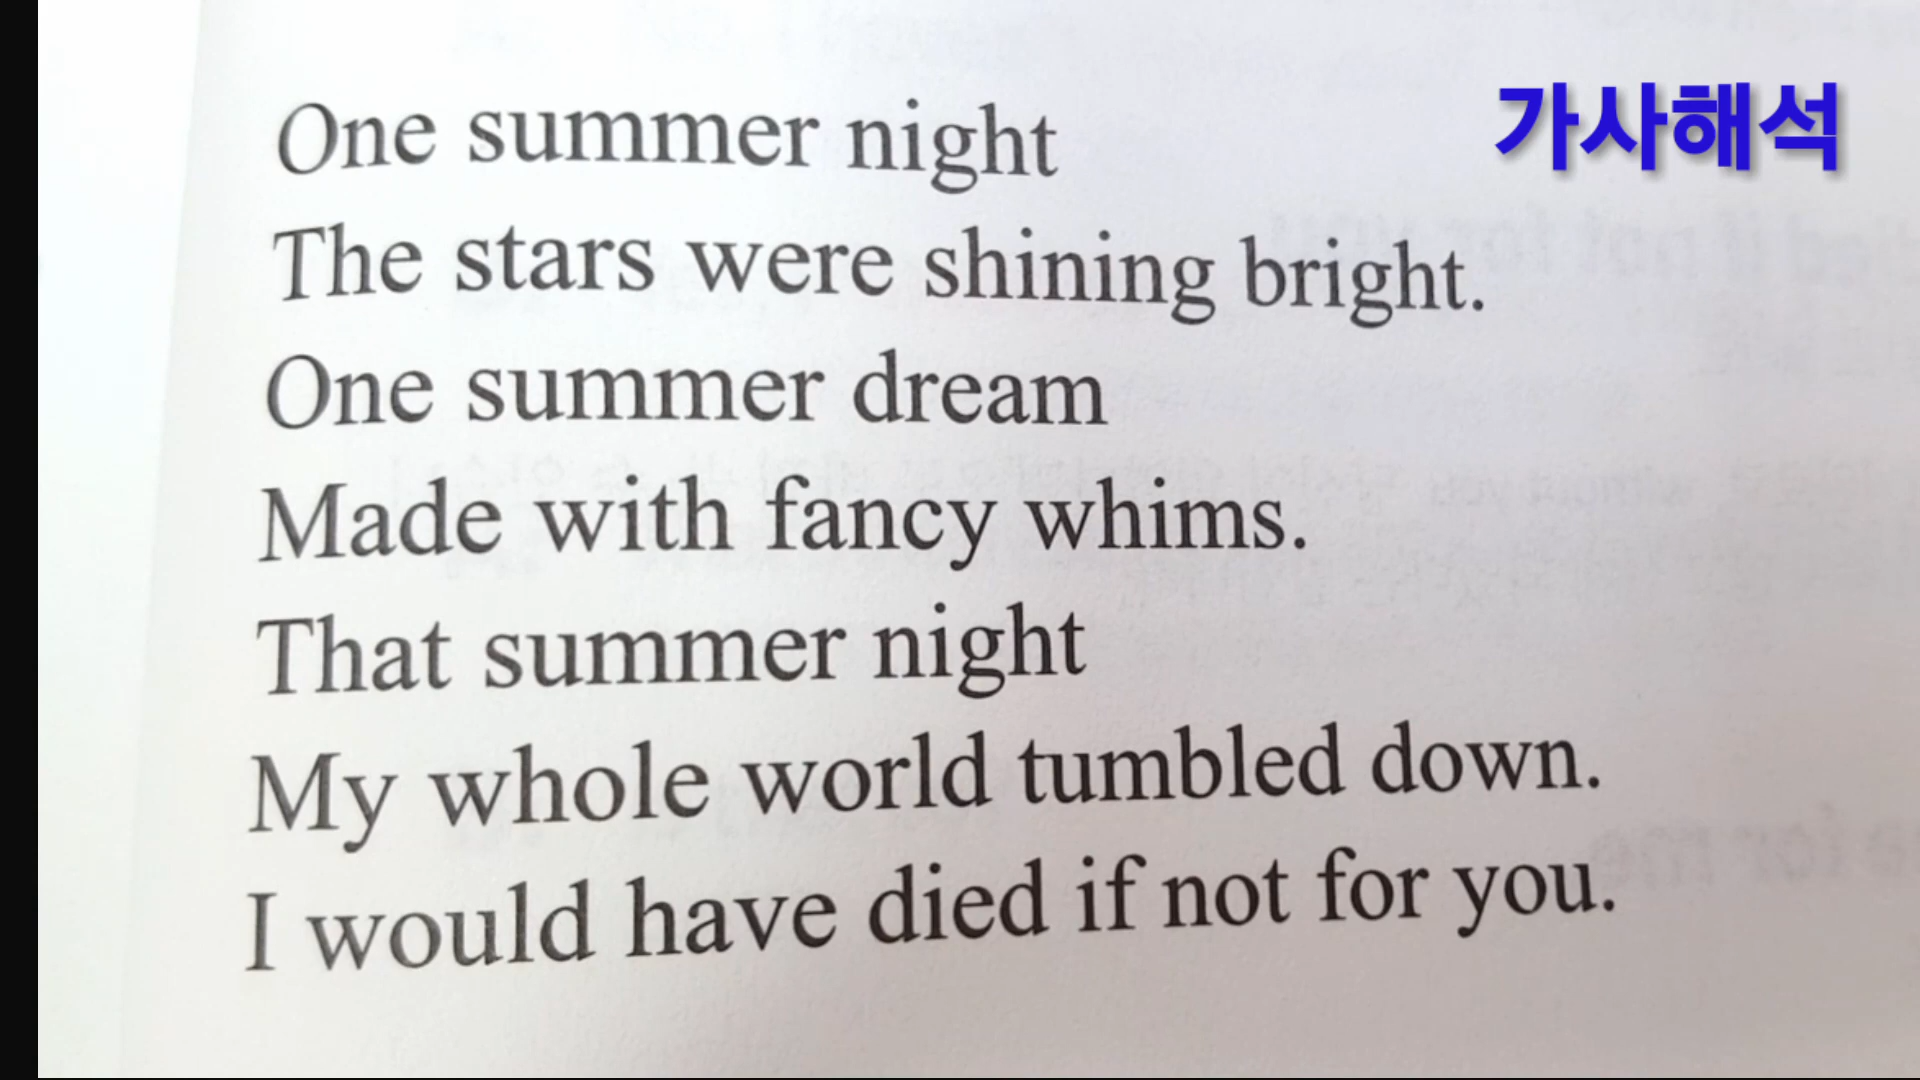 가사해석
One summer night
The stars were shining bright.
One summer dream
Made with fancy whims.
That summer night
My whole world tumbled down.
I would have died if not for you.